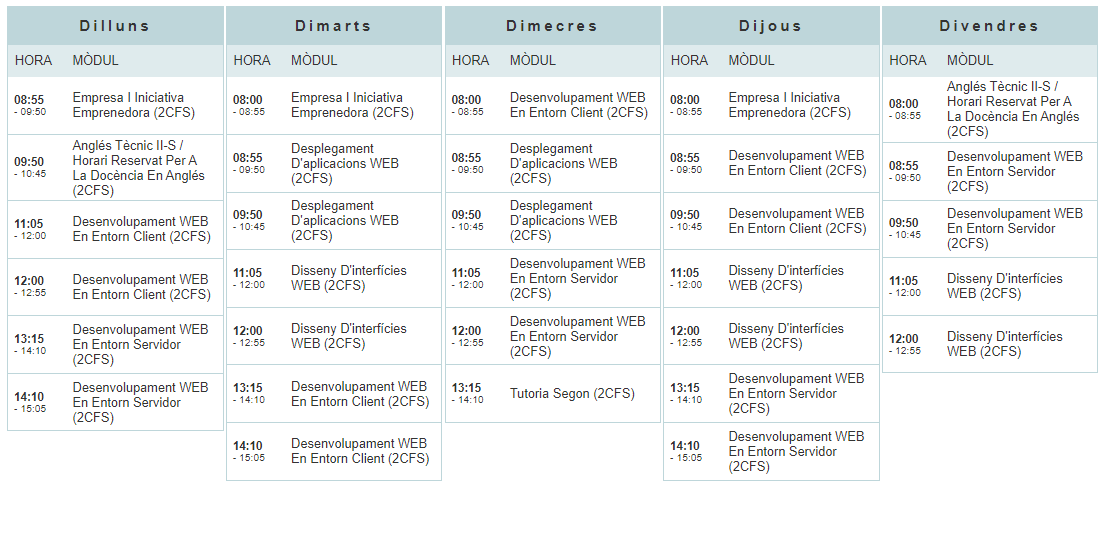 Dilluns
HORA MÒDUL
08:55 - 09:50
Empresa I Iniciativa
Emprenedora (2CFS)
09:50 - 10:45
Anglés Tècnic II-S /
Horari Reservat Per A
La Docència En Anglés
(2CFS)
11:05 - 12:00
Desenvolupament WEB
En Entorn Client (2CFS)
12:00 - 12:55
Desenvolupament WEB
En Entorn Client (2CFS)
13:15 - 14:10
Desenvolupament WEB
En Entorn Servidor
(2CFS)
14:10 - 15:05
Desenvolupament WEB
En Entorn Servidor
(2CFS)
Dimarts
HORA MÒDUL
08:00 - 08:55
Empresa I Iniciativa
Emprenedora (2CFS)
08:55 - 09:50
Desplegament
D'aplicacions WEB
(2CFS)
09:50 - 10:45
Desplegament
D'aplicacions WEB
(2CFS)
11:05 - 12:00
Disseny D'interfícies
WEB (2CFS)
12:00 - 12:55
Disseny D'interfícies
WEB (2CFS)
13:15 - 14:10
Desenvolupament WEB
En Entorn Client (2CFS)
14:10 - 15:05
Desenvolupament WEB
En Entorn Client (2CFS)
Dimecres
HORA MÒDUL
08:00 - 08:55
Desenvolupament WEB
En Entorn Client (2CFS)
08:55 - 09:50
Desplegament
D'aplicacions WEB
(2CFS)
09:50 - 10:45
Desplegament
D'aplicacions WEB
(2CFS)
11:05 - 12:00
Desenvolupament WEB
En Entorn Servidor
(2CFS)
12:00 - 12:55
Desenvolupament WEB
En Entorn Servidor
(2CFS)
13:15 - 14:10
Tutoria Segon (2CFS)
Dijous
HORA MÒDUL
08:00 - 08:55
Empresa I Iniciativa
Emprenedora (2CFS)
08:55 - 09:50
Desenvolupament WEB
En Entorn Client (2CFS)
09:50 - 10:45
Desenvolupament WEB
En Entorn Client (2CFS)
11:05 - 12:00
Disseny D'interfícies
WEB (2CFS)
12:00 - 12:55
Disseny D'interfícies
WEB (2CFS)
13:15 - 14:10
Desenvolupament WEB
En Entorn Servidor
(2CFS)
14:10 - 15:05
Desenvolupament WEB
En Entorn Servidor
(2CFS)
Divendres
HORA MÒDUL
08:00 - 08:55
Anglés Tècnic II-S /
Horari Reservat Per A
La Docència En Anglés
(2CFS)
08:55 - 09:50
Desenvolupament WEB
En Entorn Servidor
(2CFS)
09:50 - 10:45
Desenvolupament WEB
En Entorn Servidor
(2CFS)
11:05 - 12:00
Disseny D'interfícies
WEB (2CFS)
12:00 - 12:55
Disseny D'interfícies
WEB (2CFS)